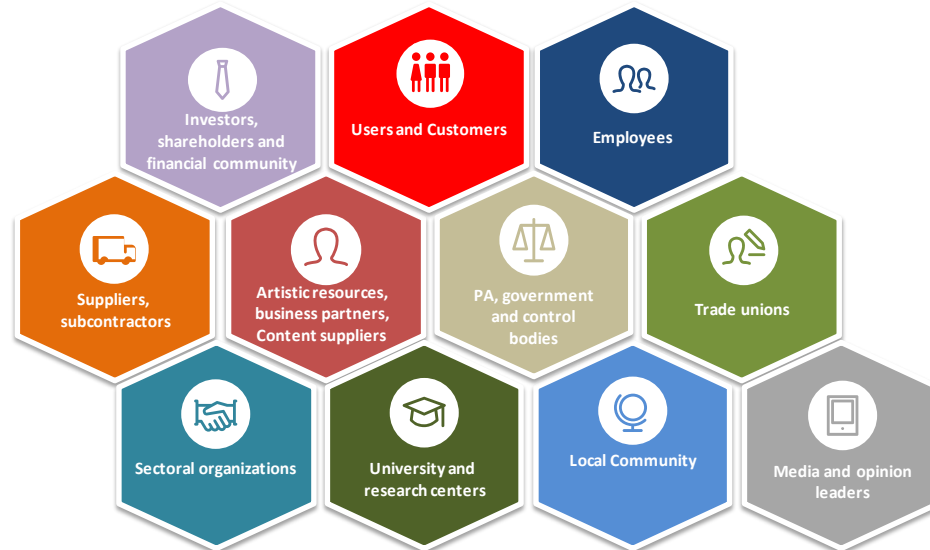 Investors,
shareholders and
financial community
Users and Customers
Employees
Suppliers,
subcontractors
Artistic resources,
business partners,
Content suppliers
PA, government
and control
bodies
Trade unions
Sectoral organizations
University and
research centers
Local Community
Media and opinion
leaders